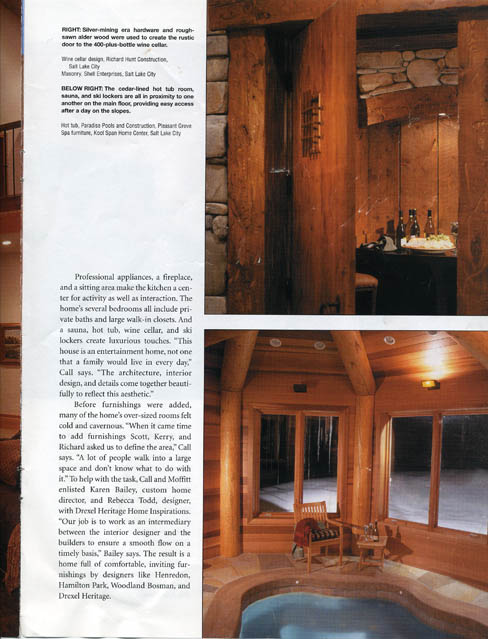 RIGHT: Silver-mining era hardware and rough-
sawn alder wood were used to create the rustic
door to the 400-plus-bottle wine cellar.
Wine cellar design, Richard Hunt Construction,
Salt Lake City
Masonry, Shell Enterprises, Salt Lake City
BELOW RIGHT: The cedar-lined hot tub room,
sauna, and ski lockers are all in proximity to one
another on the main floor, providing easy access
after a day on the slopes.
Hot tub, Paradise Pools and Construction, Pleasant Grove
Spa furniture, Kool Span Home Center, Salt Lake City
Professional appliances, a fireplace,
and a sitting area make the kitchen a cen-
ter for activity as well as interaction. The
home's several bedrooms all include pri-
vate baths and large walk-in closets. And
a sauna, hot tub, wine cellar, and ski
lockers create luxurious touches. "This
house is an entertainment home, not one
that a family would live in every day,"
Call says. "The architecture, interior
design, and details come together beauti-
fully to reflect this aesthetic."
Before furnishings were added,
many of the home's over-sized rooms felt
cold and cavernous. "When it came time
to add furnishings Scott, Kerry, and
Richard asked us to define the area," Call
says. "A lot of people walk into a large
space and don't know what to do with
it." To help with the task, Call and Moffitt
enlisted Karen Bailey, custom home
director, and Rebecca Todd, designer,
with Drexel Heritage Home Inspirations.
"Our job is to work as an intermediary
between the interior designer and the
builders to ensure a smooth flow on a
timely basis," Bailey says. The result is a
home full of comfortable, inviting fur-
nishings by designers like Henredon,
Hamilton Park, Woodland Bosman, and
Drexel Heritage.